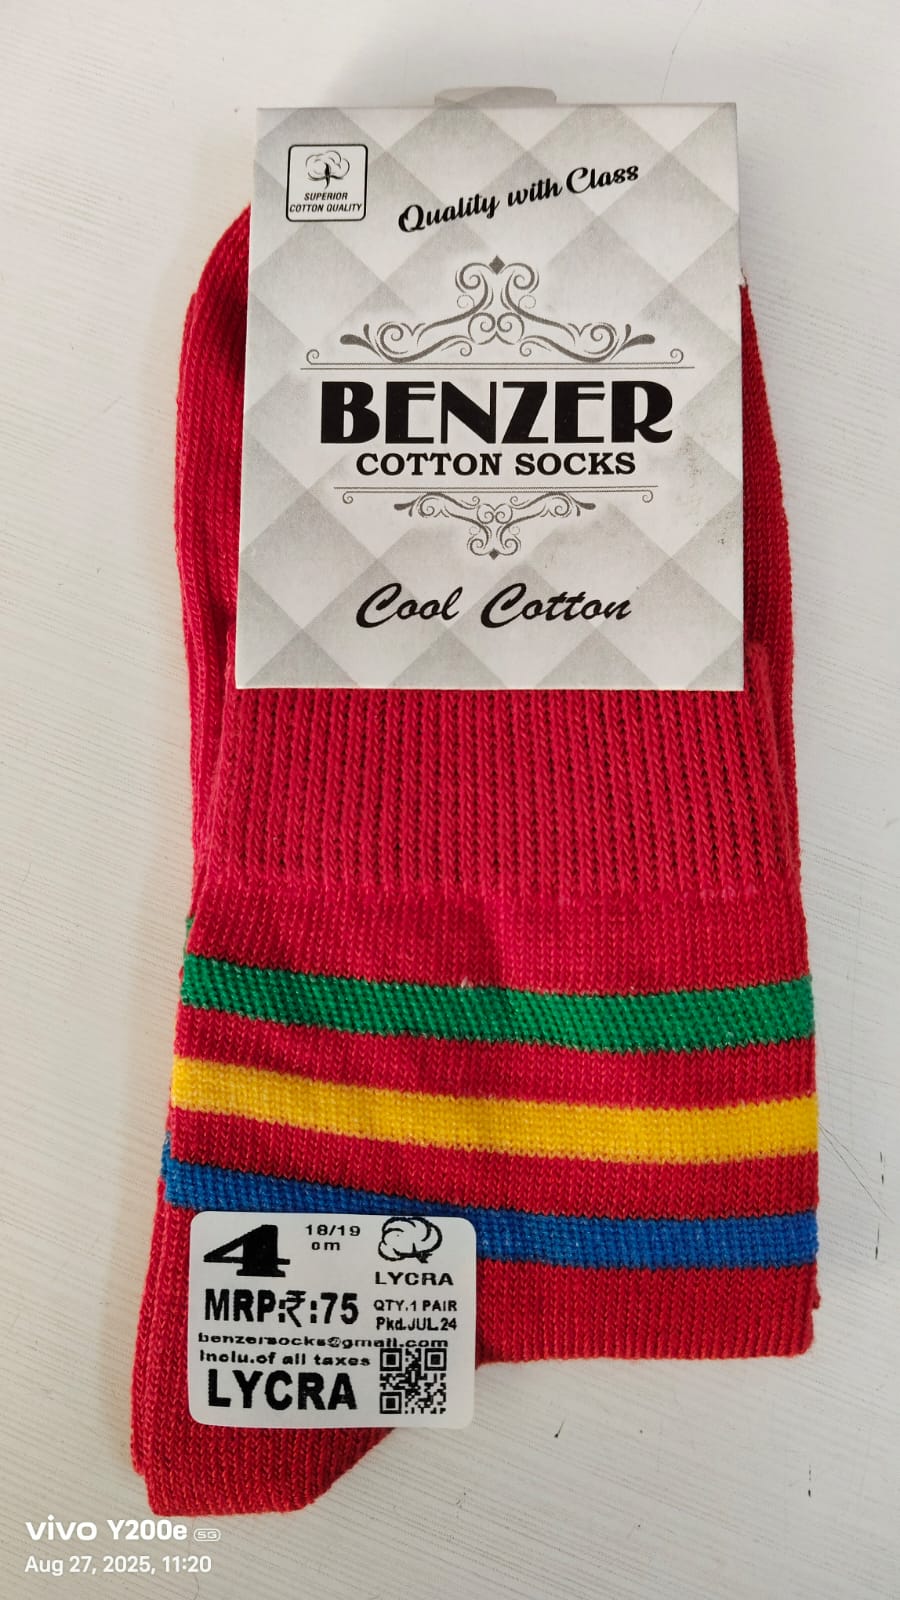 SUPERIOR
COTTON QUALITY
Quality with Class
BENZER
COTTON SOCKS
Cool Cotton
4
18/19
cm
LYCRA
MRP:₹:75
QTY.1 PAIR
Pkd.JUL.24
benzersocks@gmail.com
Inclu.of all taxes
LYCRA
vivo Y200e 5G
Aug 27, 2025, 11:20